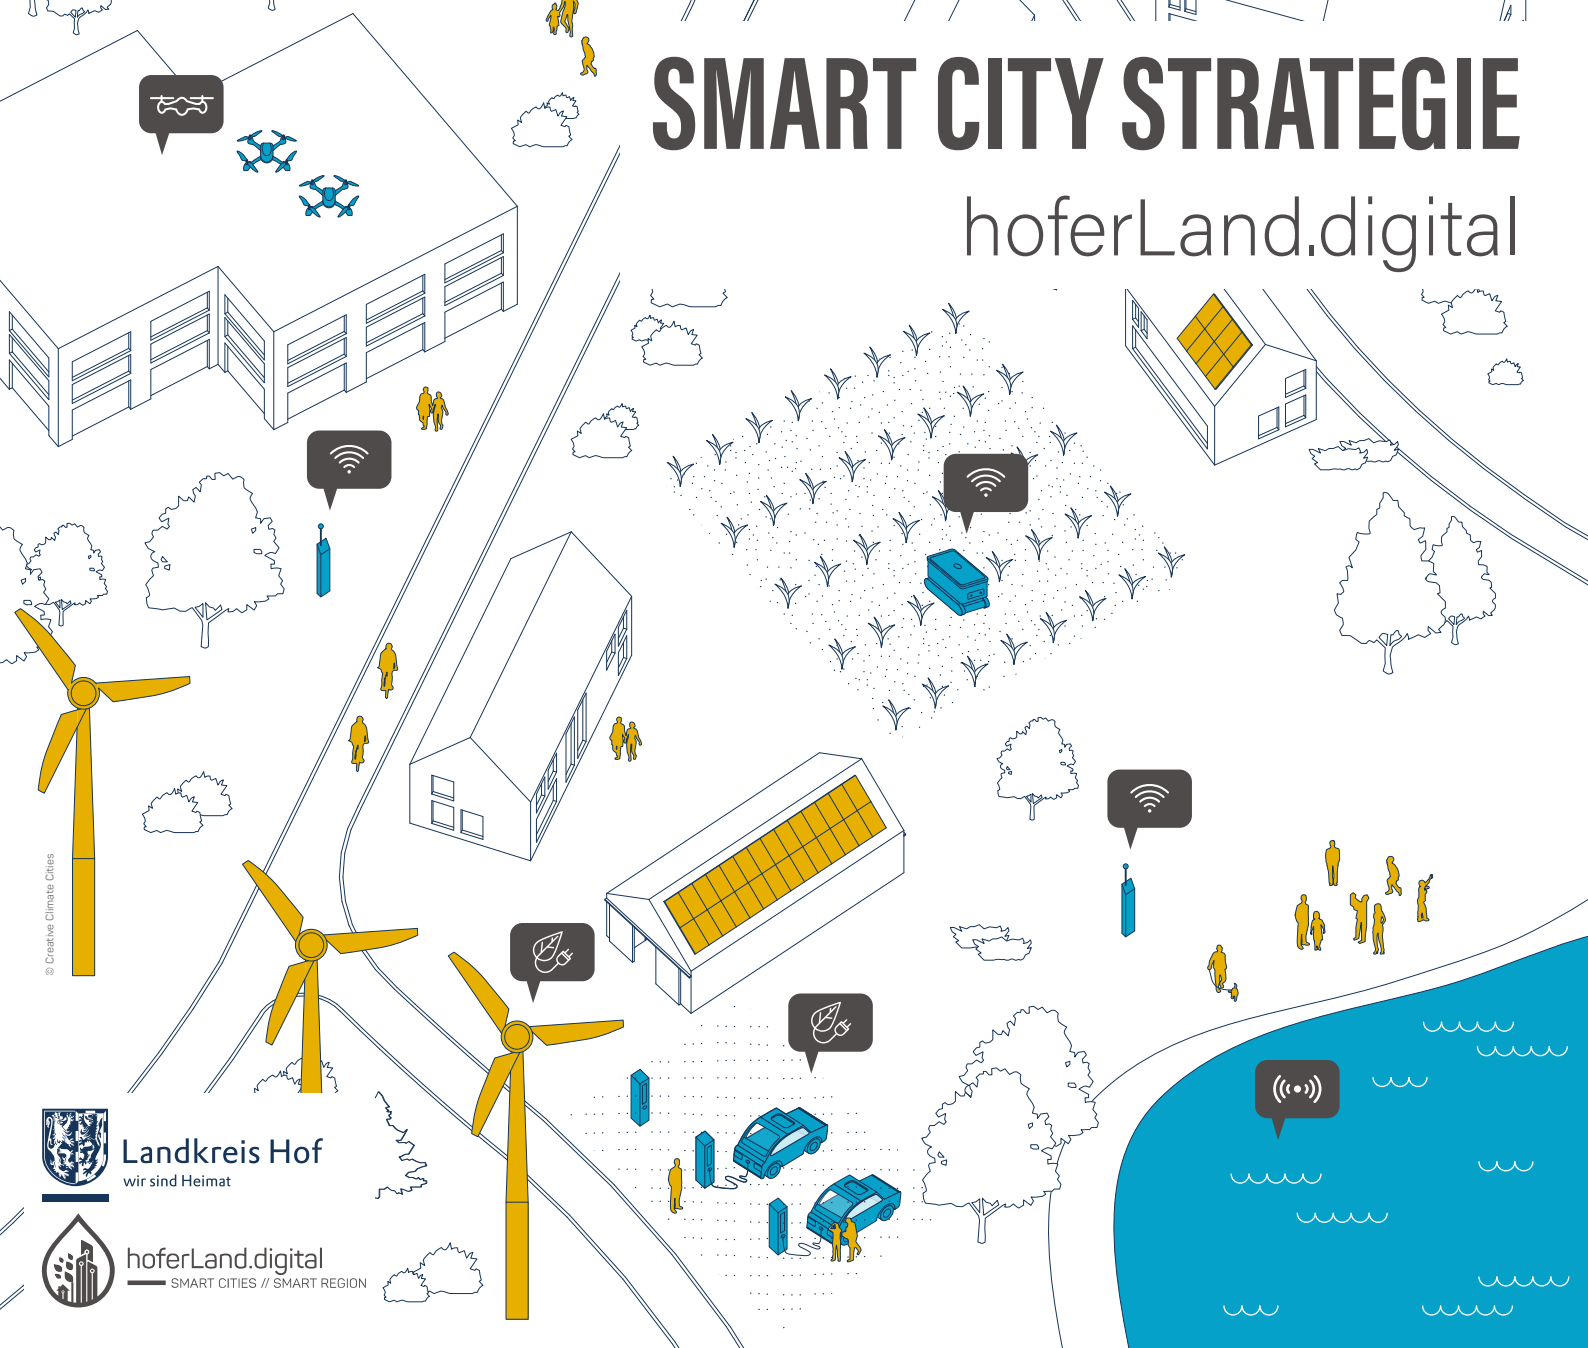 SMART CITY STRATEGIE
hoferLand.digital
© Creative Climate Cities
Landkreis Hof
wir sind Heimat
hoferLand.digital
SMART CITIES // SMART REGION